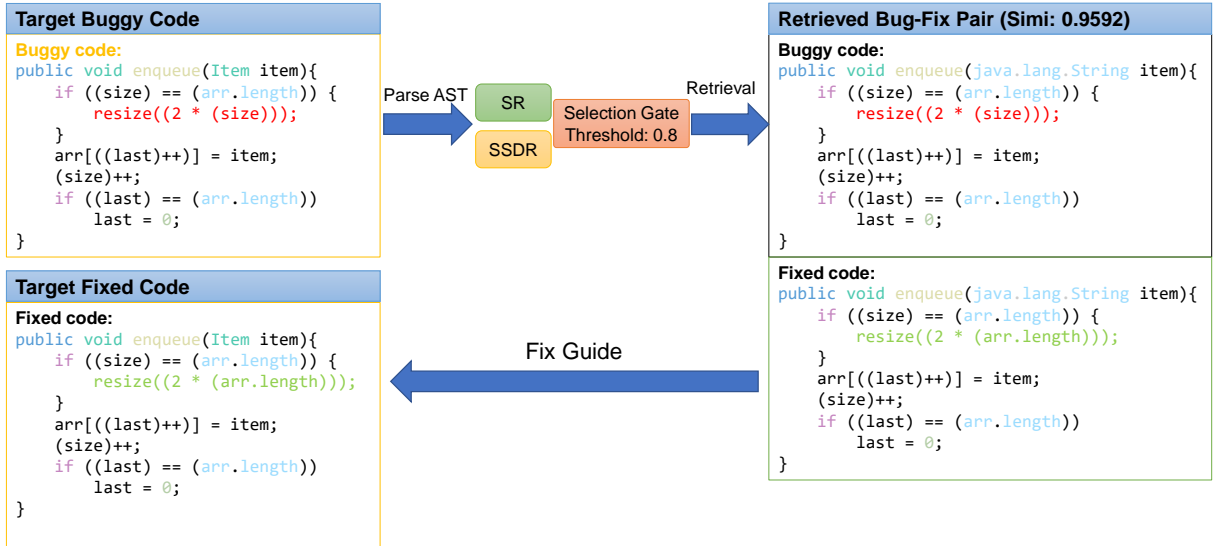 Target Buggy Code
Buggy code:
public void enqueue(Item item){
    if ((size) == (arr.length)) {
        resize((2 * (size)));
    }
    arr[((last)++)] = item;
    (size)++;
    if ((last) == (arr.length))
        last = 0;
}
Parse AST
SR
SSDR
Selection Gate
Threshold: 0.8
Retrieval
Retrieved Bug-Fix Pair (Simi: 0.9592)
Buggy code:
public void enqueue(java.lang.String item){
    if ((size) == (arr.length)) {
        resize((2 * (size)));
    }
    arr[((last)++)] = item;
    (size)++;
    if ((last) == (arr.length))
        last = 0;
}
Fixed code:
public void enqueue(java.lang.String item){
    if ((size) == (arr.length)) {
        resize((2 * (arr.length)));
    }
    arr[((last)++)] = item;
    (size)++;
    if ((last) == (arr.length))
        last = 0;
}
Fix Guide
Target Fixed Code
Fixed code:
public void enqueue(Item item){
    if ((size) == (arr.length)) {
        resize((2 * (arr.length)));
    }
    arr[((last)++)] = item;
    (size)++;
    if ((last) == (arr.length))
        last = 0;
}